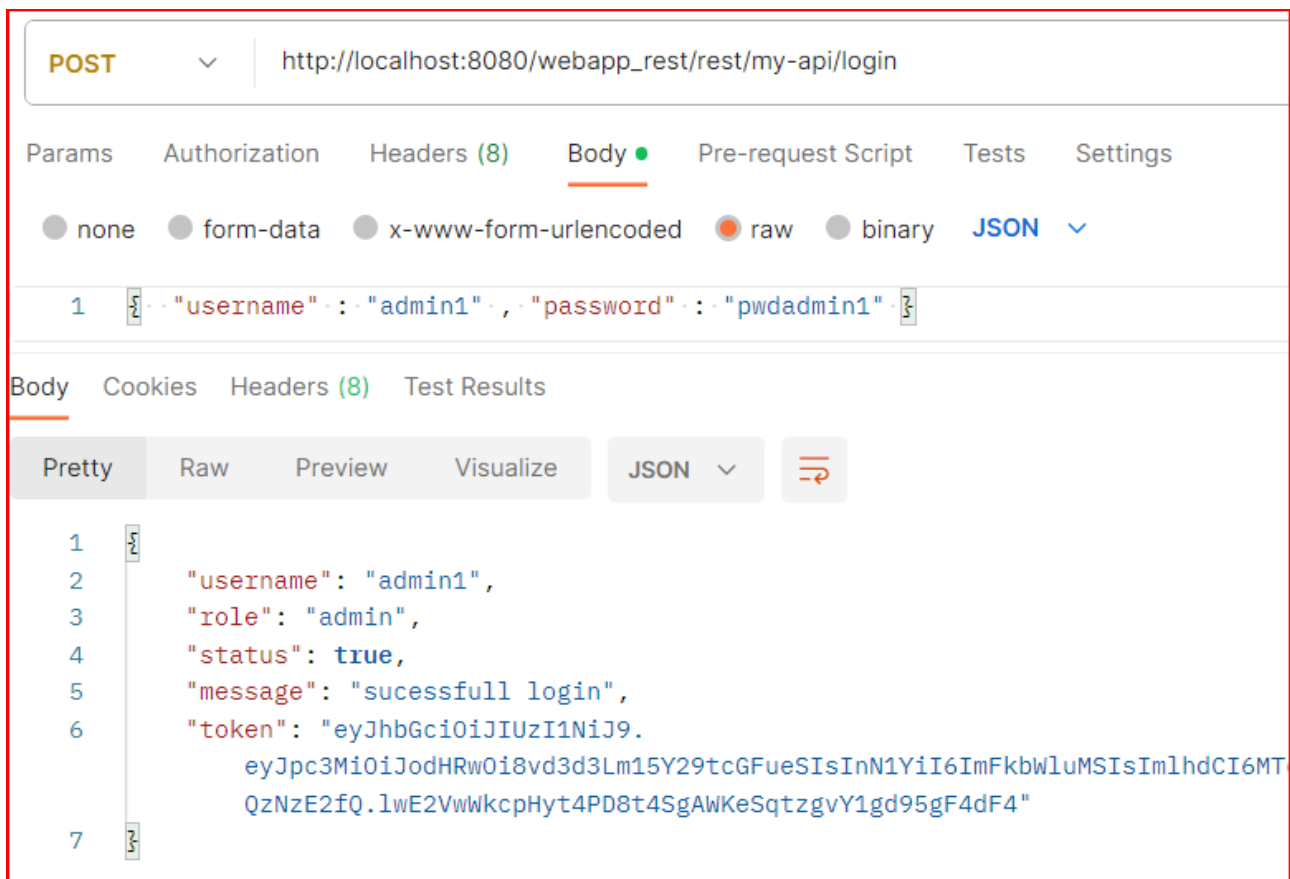 POST http://localhost:8080/webapp_rest/rest/my-api/login
Params Authorization Headers (8) Body Pre-request Script Tests Settings
none form-data x-www-form-urlencoded raw binary JSON
1 { "username" : "admin1" , "password" : "pwdadmin1" }
Body Cookies Headers (8) Test Results
Pretty Raw Preview Visualize JSON
1 {
2 "username": "admin1",
3 "role": "admin",
4 "status": true,
5 "message": "sucessfull login",
6 "token": "eyJhbGciOiJIUzI1NiJ9.
eyJpc3MiOiJodHRwOi8vd3d3Lm15Y29tcGFueSIsInN1YiI6ImFkbWluMSIsImlhdCI6MT
QzNzE2fQ.lwE2VwWkcpHyt4PD8t4SgAWKeSqtzgvY1gd95gF4dF4"
7 }